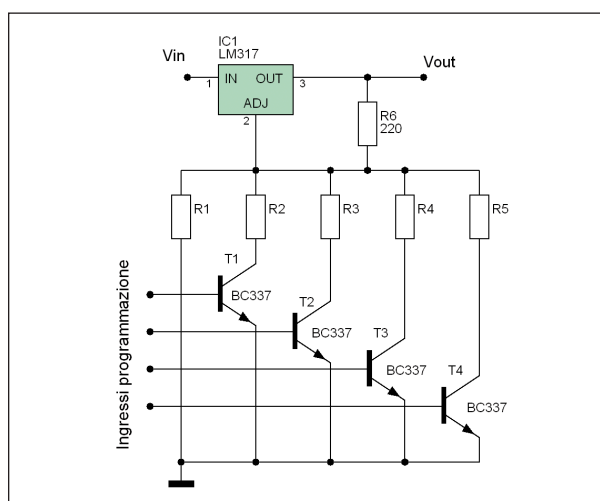 IC1
LM317
Vin
Vout
IN OUT
1
3
ADJ
2
R6
220
R1
R2
R3
R4
R5
T1
BC337
T2
BC337
T3
BC337
T4
BC337
Ingressi programmazione